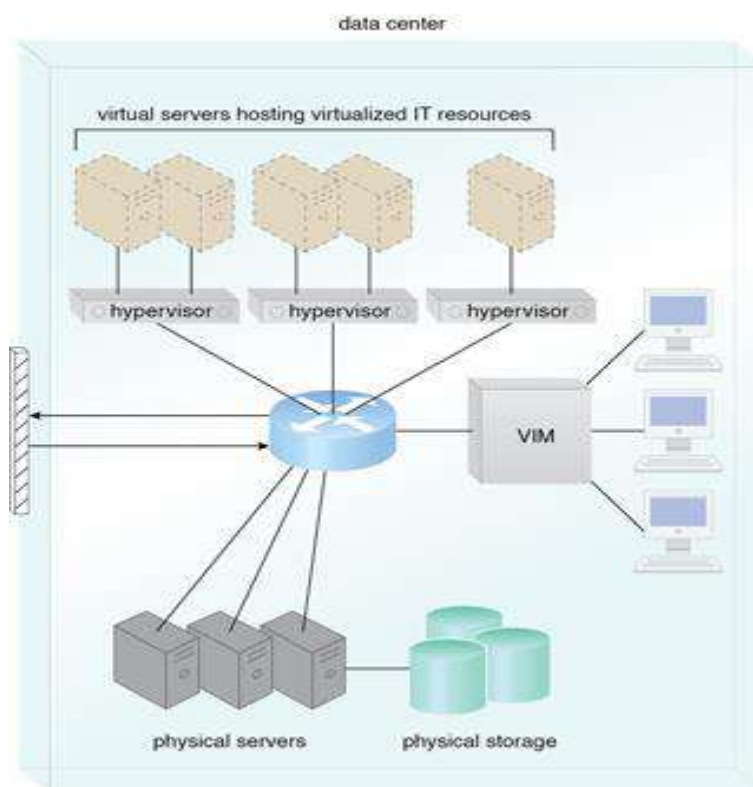 data center
virtual servers hosting virtualized IT resources
hypervisor
hypervisor
hypervisor
VIM
physical servers
physical storage